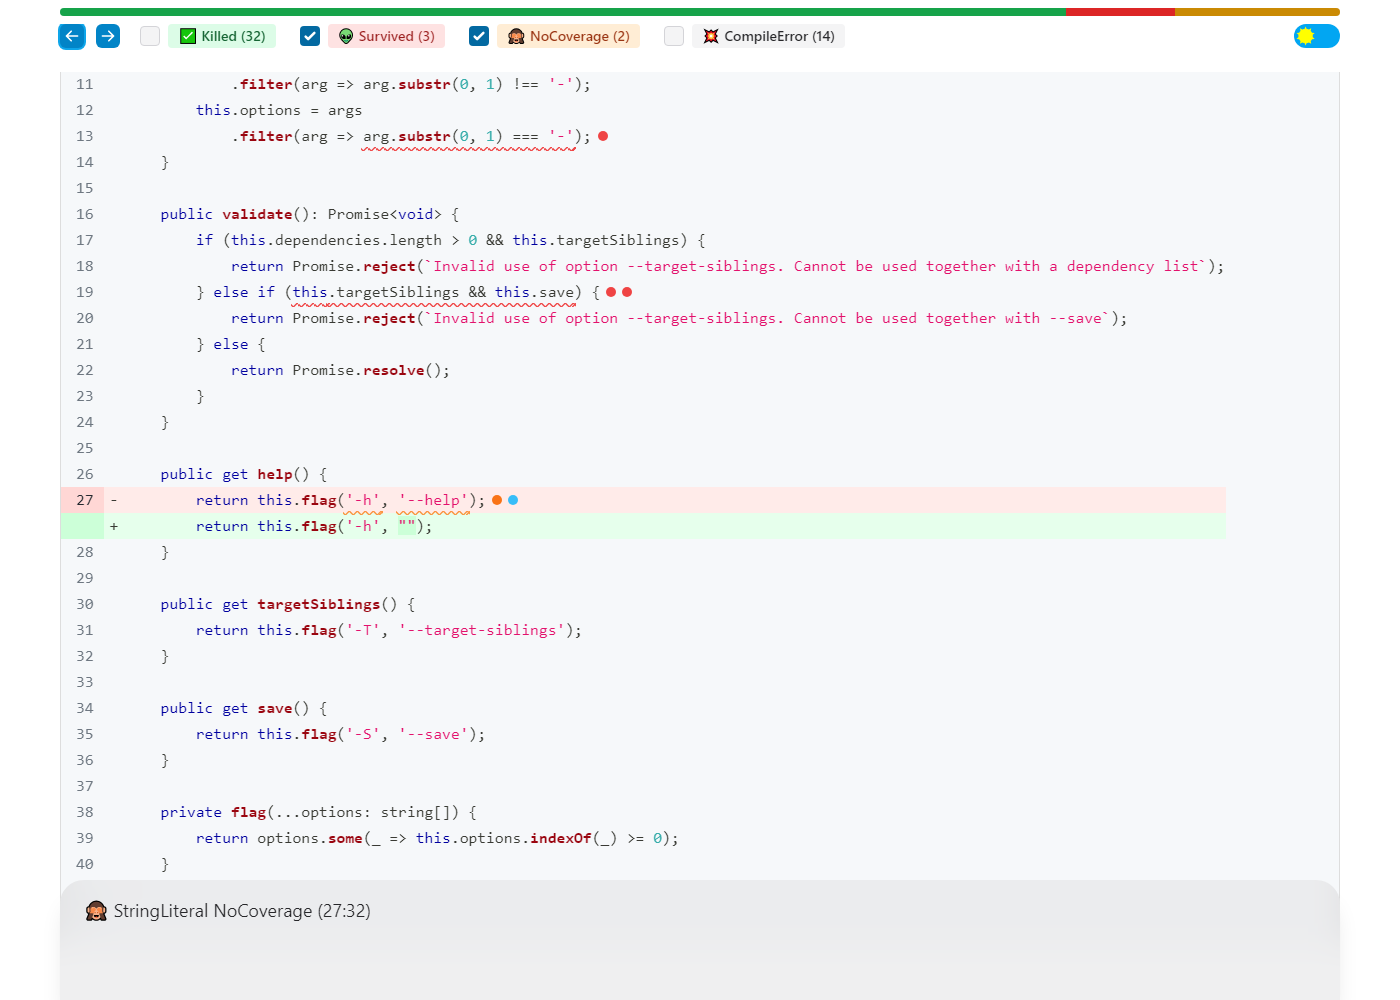 Killed (32) Survived (3) NoCoverage (2) CompileError (14)
11 .filter(arg => arg.substr(0, 1) !== '-');
12 this.options = args
13 .filter(arg => arg.substr(0, 1) === '-');
14 }
15
16 public validate(): Promise<void> {
17 if (this.dependencies.length > 0 && this.targetSiblings) {
18 return Promise.reject(`Invalid use of option --target-siblings. Cannot be used together with a dependency list`);
19 } else if (this.targetSiblings && this.save) {
20 return Promise.reject(`Invalid use of option --target-siblings. Cannot be used together with --save`);
21 } else {
22 return Promise.resolve();
23 }
24 }
25
26 public get help() {
27 - return this.flag('-h', '--help');
+ return this.flag('-h', "");
28 }
29
30 public get targetSiblings() {
31 return this.flag('-T', '--target-siblings');
32 }
33
34 public get save() {
35 return this.flag('-S', '--save');
36 }
37
38 private flag(...options: string[]) {
39 return options.some(_ => this.options.indexOf(_) >= 0);
40 }
StringLiteral NoCoverage (27:32)